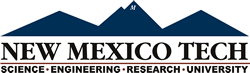 M
NEW MEXICO TECH
SCIENCE • ENGINEERING • RESEARCH • UNIVERSITY